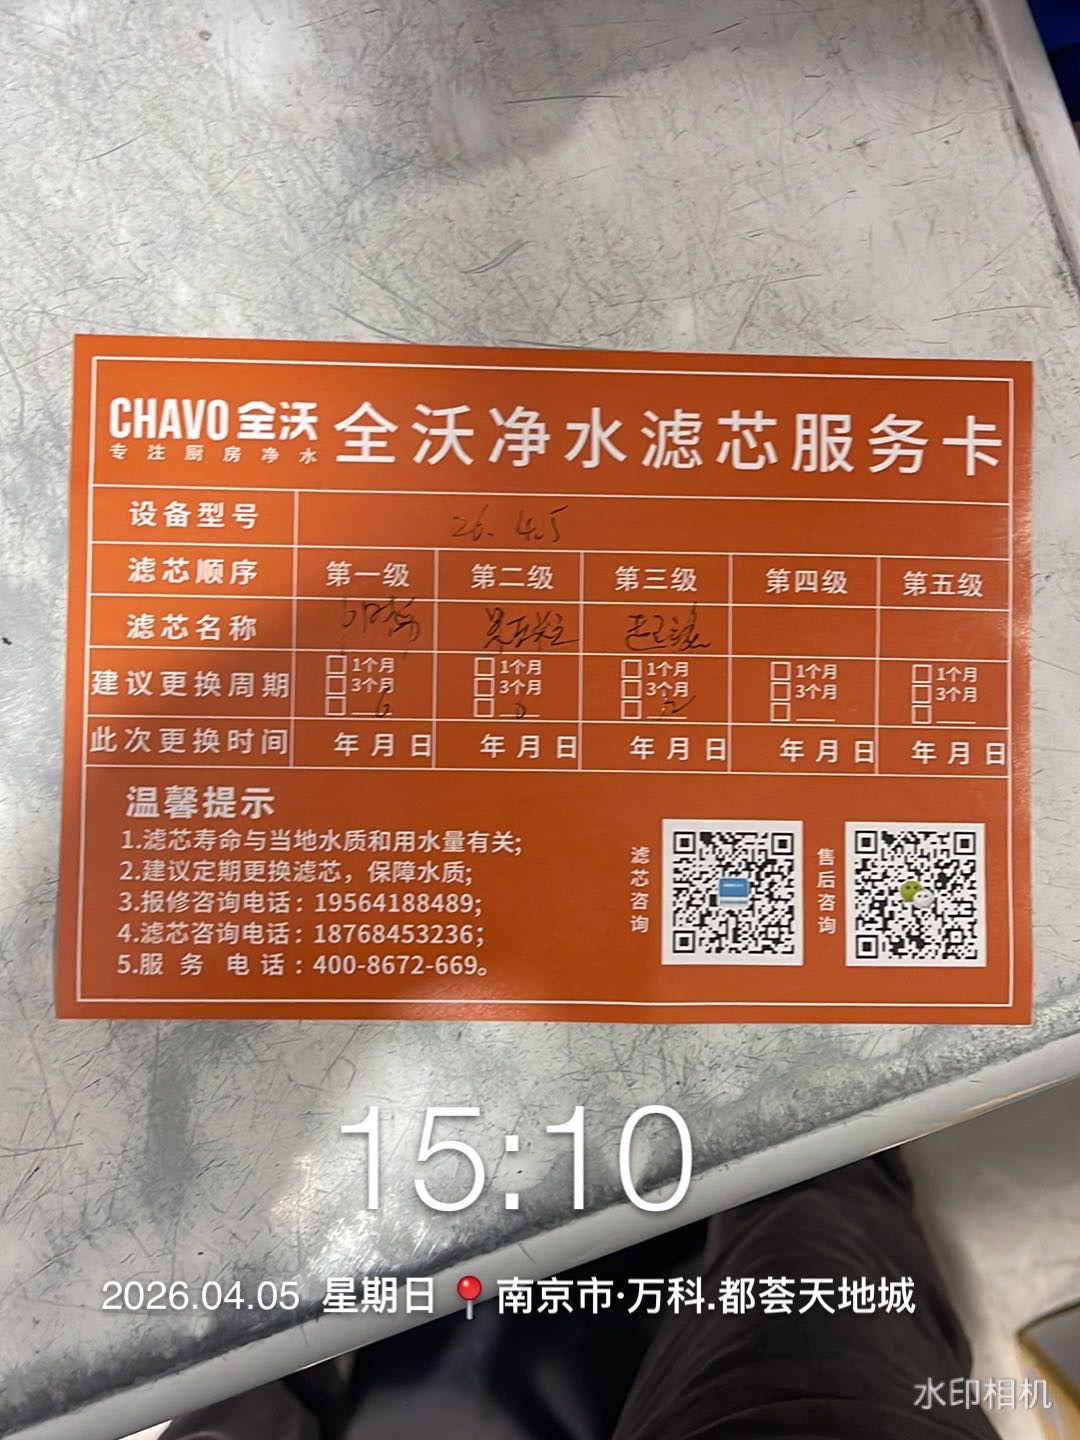 CHAVO 全沃
专注厨房净水
全沃净水滤芯服务卡
设备型号 26.4.5
滤芯顺序 第一级 第二级 第三级 第四级 第五级
滤芯名称
建议更换周期
□1个月 □1个月 □1个月 □1个月 □1个月
□3个月 □3个月 □3个月 □3个月 □3个月
□ 6 □ □ □ □
此次更换时间 年月日 年月日 年月日 年月日 年月日
温馨提示
1.滤芯寿命与当地水质和用水量有关;
2.建议定期更换滤芯，保障水质;
3.报修咨询电话：19564188489;
4.滤芯咨询电话：18768453236;
5.服务电话：400-8672-669。
滤芯咨询
售后咨询
15:10
2026.04.05 星期日 南京市·万科.都荟天地城
水印相机